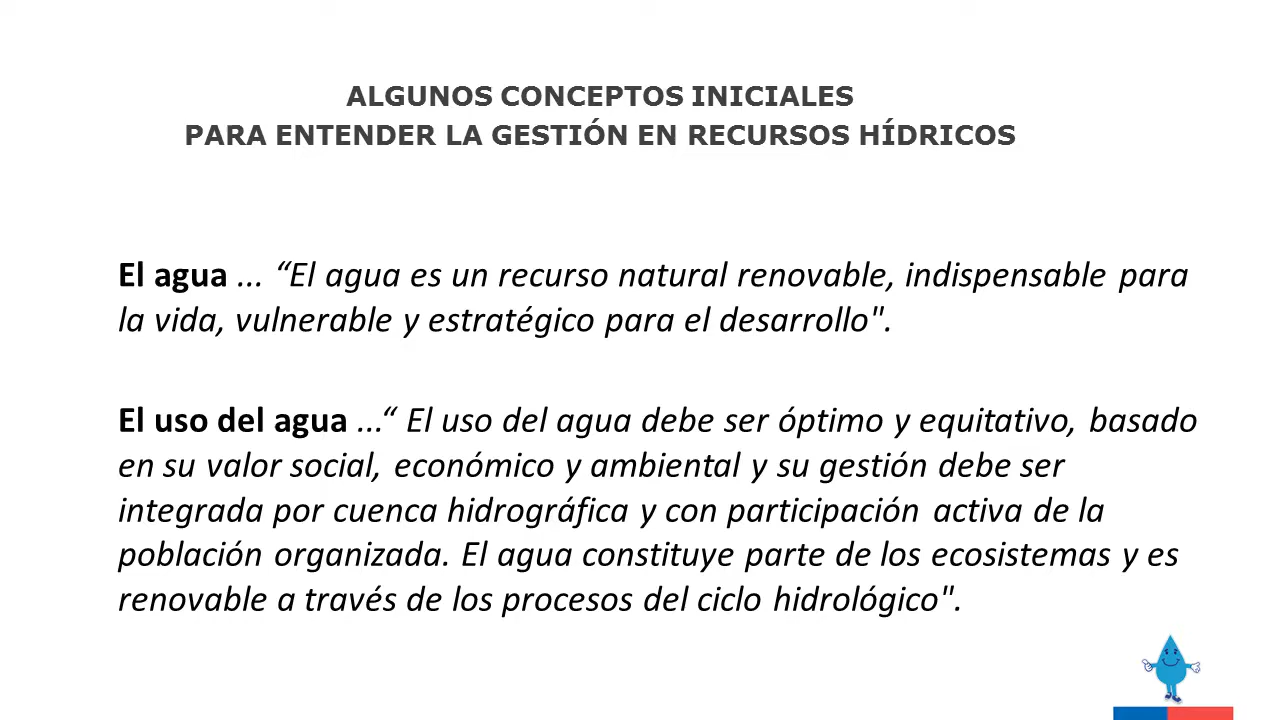 ALGUNOS CONCEPTOS INICIALES
PARA ENTENDER LA GESTIÓN EN RECURSOS HÍDRICOS
El agua ... “El agua es un recurso natural renovable, indispensable para
la vida, vulnerable y estratégico para el desarrollo".
El uso del agua ...“ El uso del agua debe ser óptimo y equitativo, basado
en su valor social, económico y ambiental y su gestión debe ser
integrada por cuenca hidrográfica y con participación activa de la
población organizada. El agua constituye parte de los ecosistemas y es
renovable a través de los procesos del ciclo hidrológico".